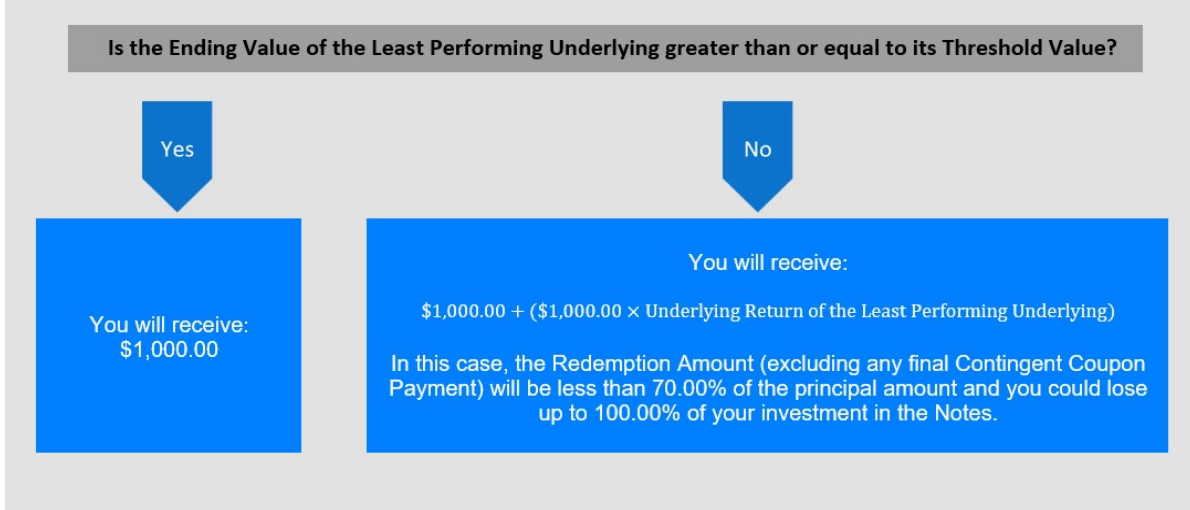 Is the Ending Value of the Least Performing Underlying greater than or equal to its Threshold Value?
Yes
No
You will receive:
$1,000.00
You will receive:
$1,000.00 + ($1,000.00 × Underlying Return of the Least Performing Underlying)
In this case, the Redemption Amount (excluding any final Contingent Coupon
Payment) will be less than 70.00% of the principal amount and you could lose
up to 100.00% of your investment in the Notes.